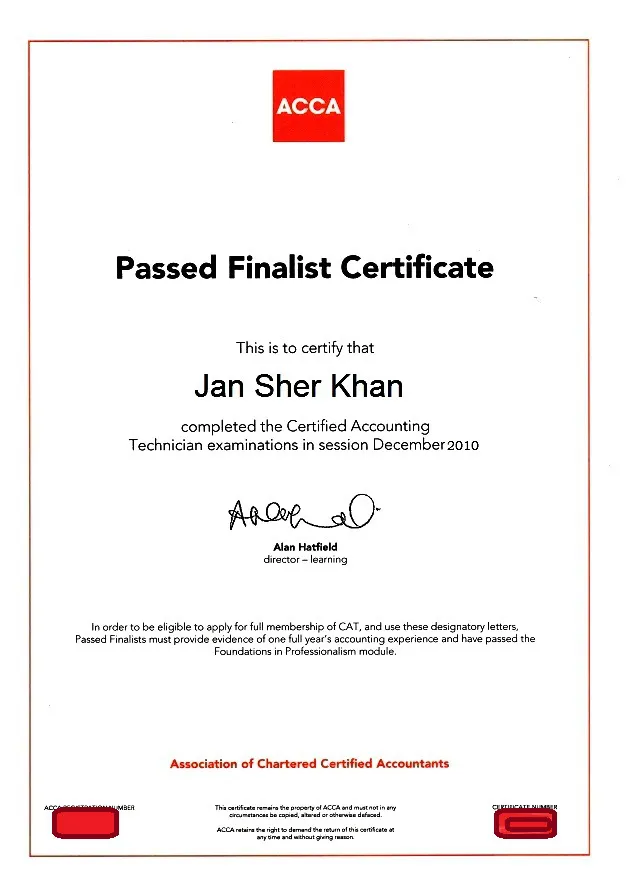 ACCA
Passed Finalist Certificate
This is to certify that
Jan Sher Khan
completed the Certified Accounting
Technician examinations in session December 2010
Alan Hatfield
director – learning
In order to be eligible to apply for full membership of CAT, and use these designatory letters,
Passed Finalists must provide evidence of one full year's accounting experience and have passed the
Foundations in Professionalism module.
Association of Chartered Certified Accountants
ACCA REGISTRATION NUMBER
This certificate remains the property of ACCA and must not in any
circumstances be copied, altered or otherwise defaced.
ACCA retains the right to demand the return of this certificate at
any time and without giving reason.
CERTIFICATE NUMBER